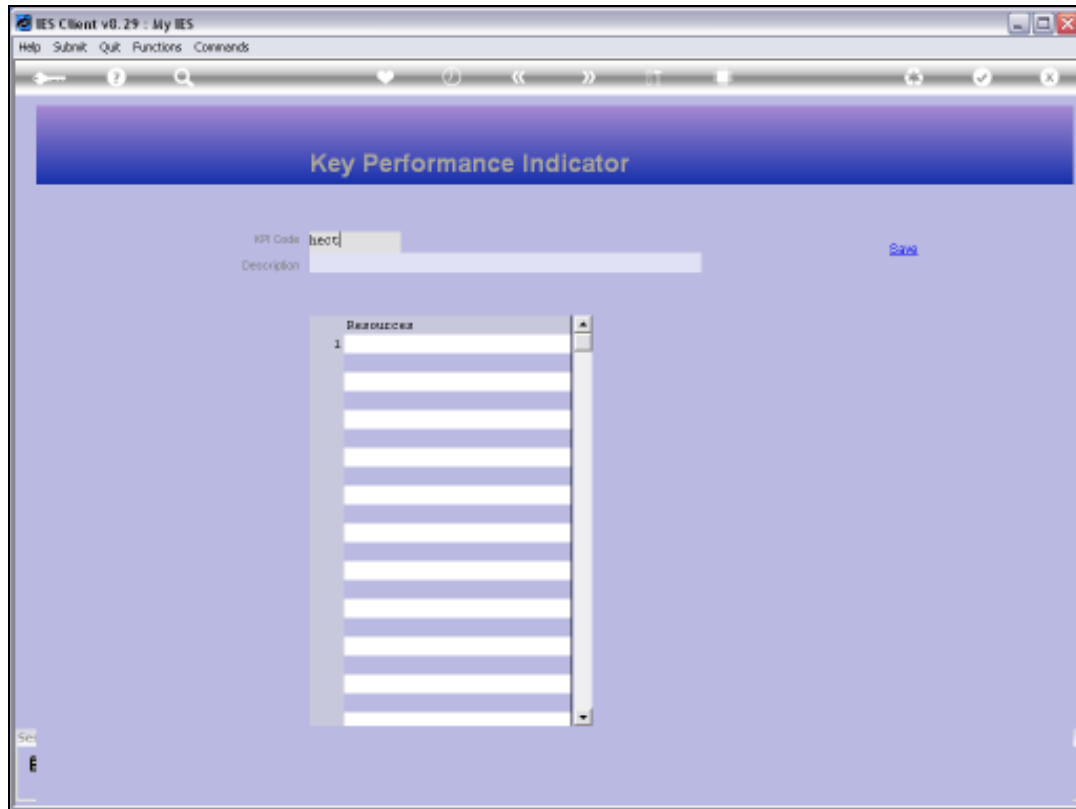 IES Client v8.29 : My IES
Help Submit Quit Functions Commands
Key Performance Indicator
KPI Code hect
Save
Description
Resources
1